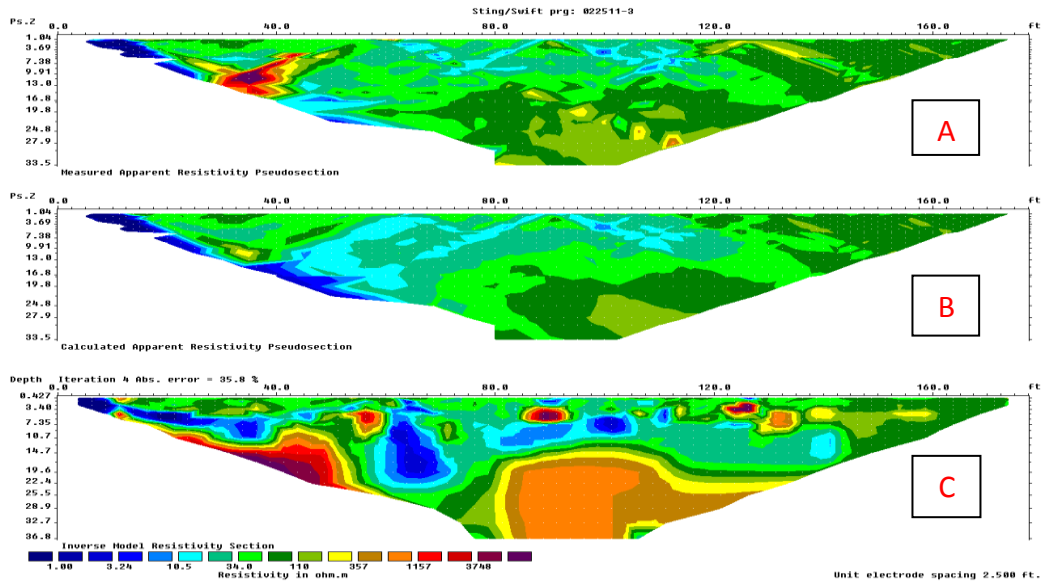 Sting/Swift prg: 022511-3
Ps.Z 0.0 40.0 80.0 120.0 160.0 ft
1.04
3.69
7.38
9.91
13.0
16.8
19.8
24.8
27.9
33.5
A
Measured Apparent Resistivity Pseudosection
Ps.Z 0.0 40.0 80.0 120.0 160.0 ft
1.04
3.69
7.38
9.91
13.0
16.8
19.8
24.8
27.9
33.5
B
Calculated Apparent Resistivity Pseudosection
Depth Iteration 4 Abs. error = 35.8 %
0.0 40.0 80.0 120.0 160.0 ft
0.427
3.40
7.35
10.7
14.7
19.6
22.4
25.5
28.9
32.7
36.8
C
Inverse Model Resistivity Section
1.00 3.24 10.5 34.0 110 357 1157 3748
Resistivity in ohm.m
Unit electrode spacing 2.500 ft.